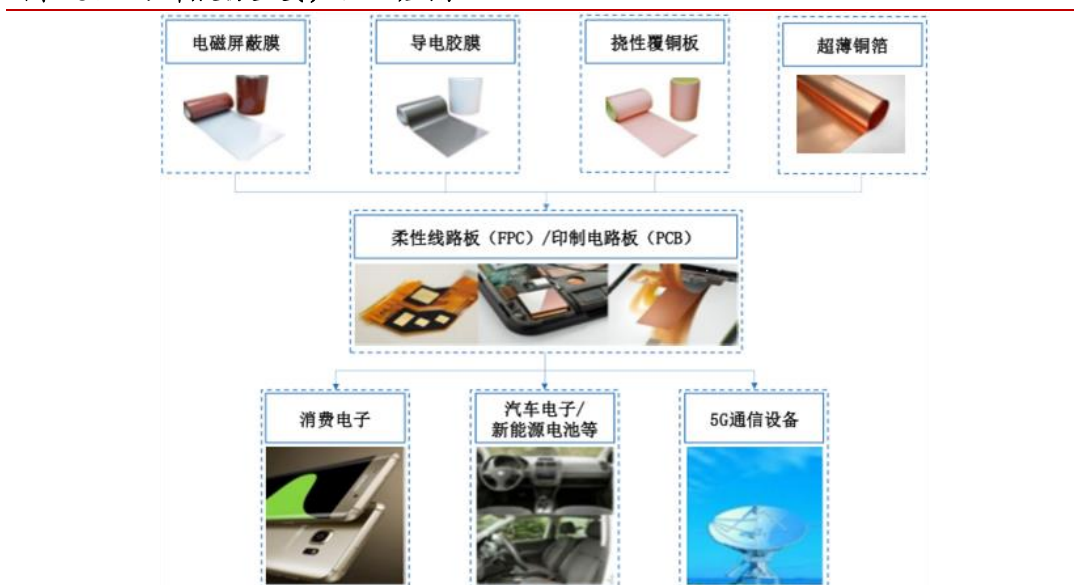 电磁屏蔽膜
导电胶膜
挠性覆铜板
超薄铜箔
柔性线路板（FPC）/印制电路板（PCB）
消费电子
汽车电子/
新能源电池等
5G通信设备